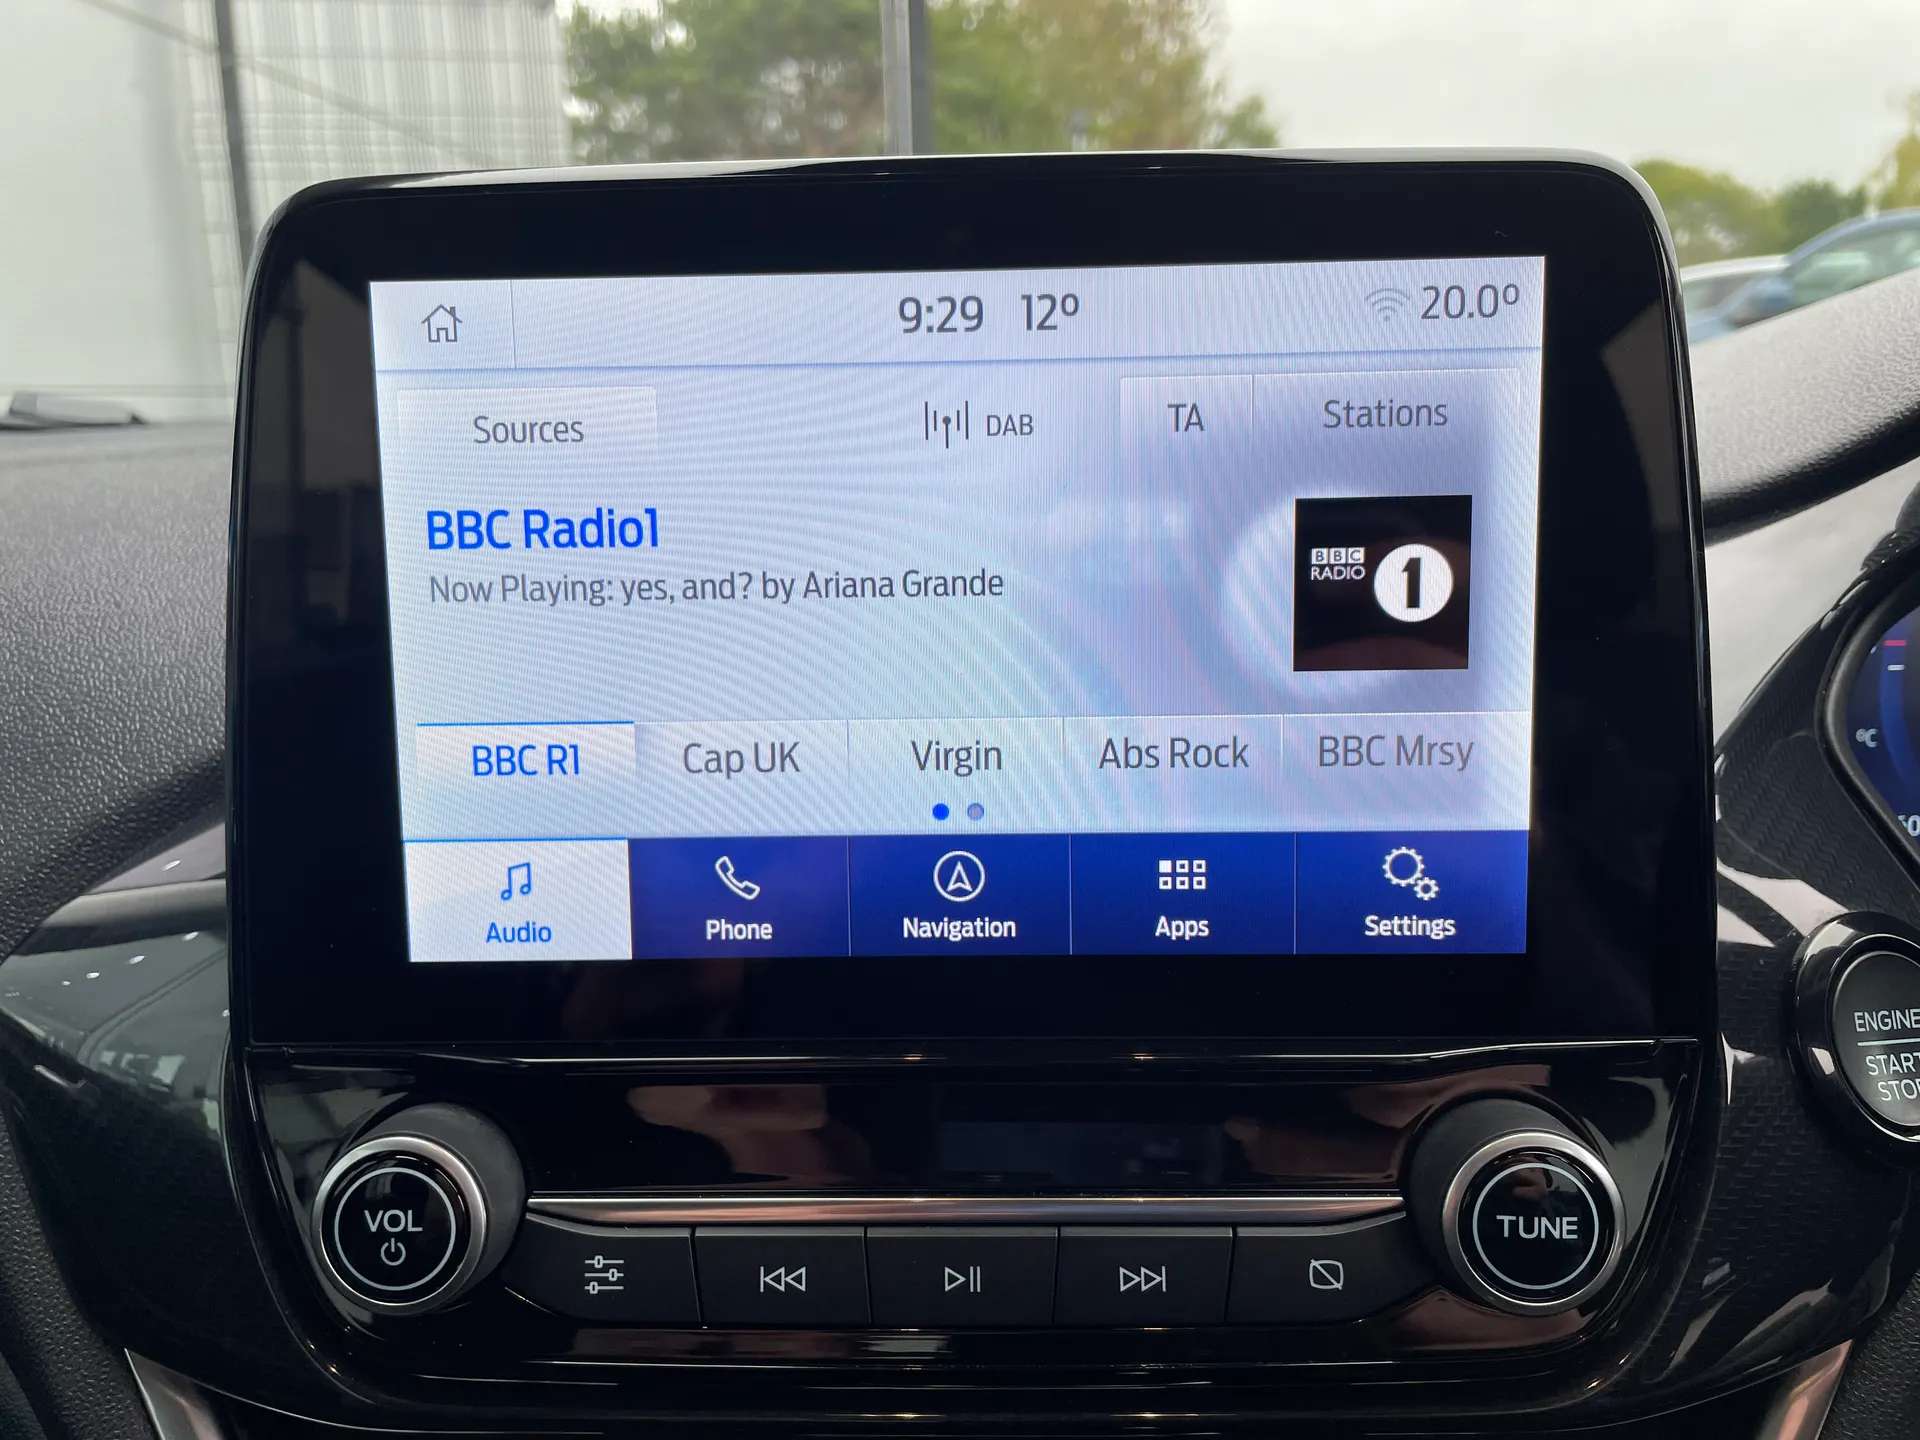 9:29 12º 20.0º
Sources DAB TA Stations
BBC Radio1
Now Playing: yes, and? by Ariana Grande
BBC
RADIO 1
BBC R1 Cap UK Virgin Abs Rock BBC Mrsy
Audio Phone Navigation Apps Settings
°C
ENGINE
START
STOP
VOL
TUNE